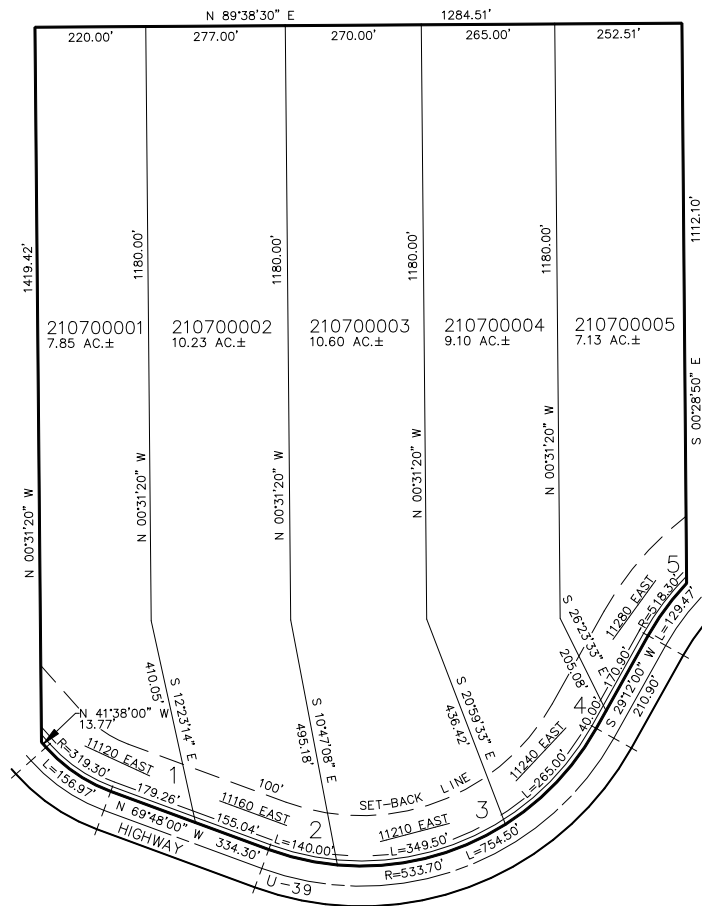 N 89°38'30" E 1284.51'
220.00' 277.00' 270.00' 265.00' 252.51'
1419.42'
1180.00'
1180.00'
1180.00'
1180.00'
1112.10'
210700001
7.85 AC.±
210700002
10.23 AC.±
210700003
10.60 AC.±
210700004
9.10 AC.±
210700005
7.13 AC.±
S 00°28'50" E
N 00°31'20" W
N 00°31'20" W
N 00°31'20" W
N 00°31'20" W
N 00°31'20" W
S 12°23'14" E
410.05'
S 10°47'08" E
495.18'
S 20°59'33" E
436.42'
S 26°23'33" E
205.08'
N 41°38'00" W
13.77'
11120 EAST
1
11160 EAST
2
11210 EAST
3
11240 EAST
4
11280 EAST
5
100'
SET-BACK LINE
R=319.30'
L=156.97'
179.26'
155.04'
L=140.00'
L=349.50'
L=265.00'
40.00'
170.90'
R=518.30'
L=129.47'
S 29°12'00" W
210.90'
N 69°48'00" W 334.30'
R=533.70'
L=754.50'
HIGHWAY
U-39